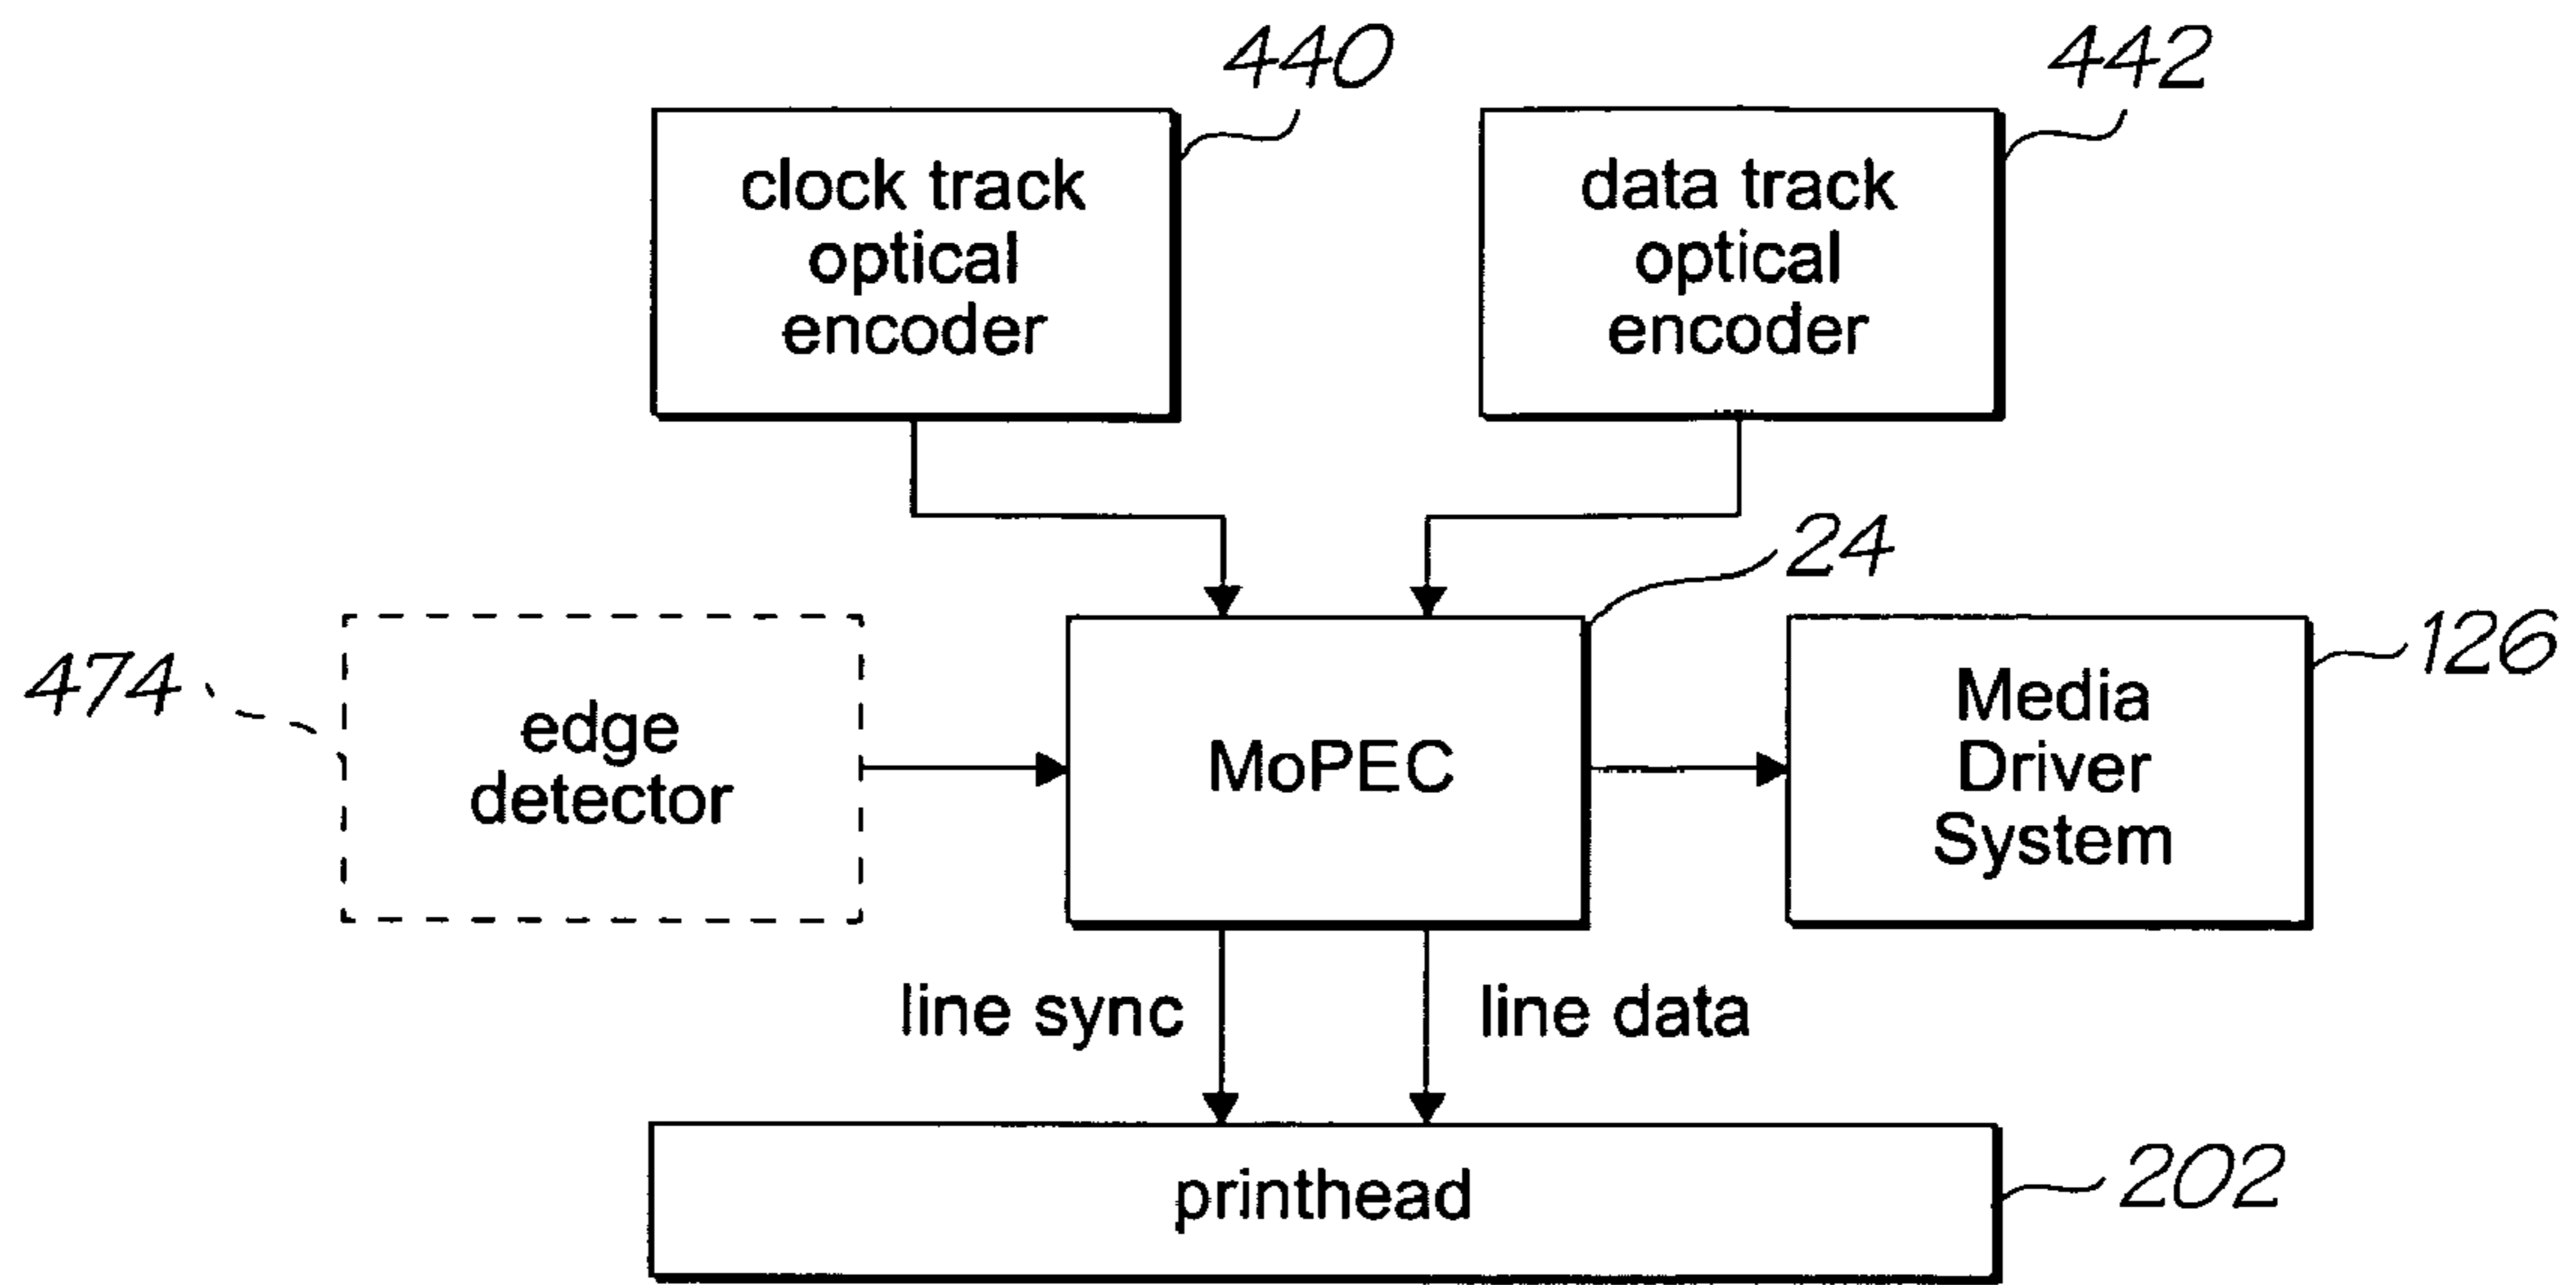 440
442
clock track
optical
encoder
data track
optical
encoder
24
474
edge
detector
MoPEC
Media
Driver
System
126
line sync
line data
printhead
202